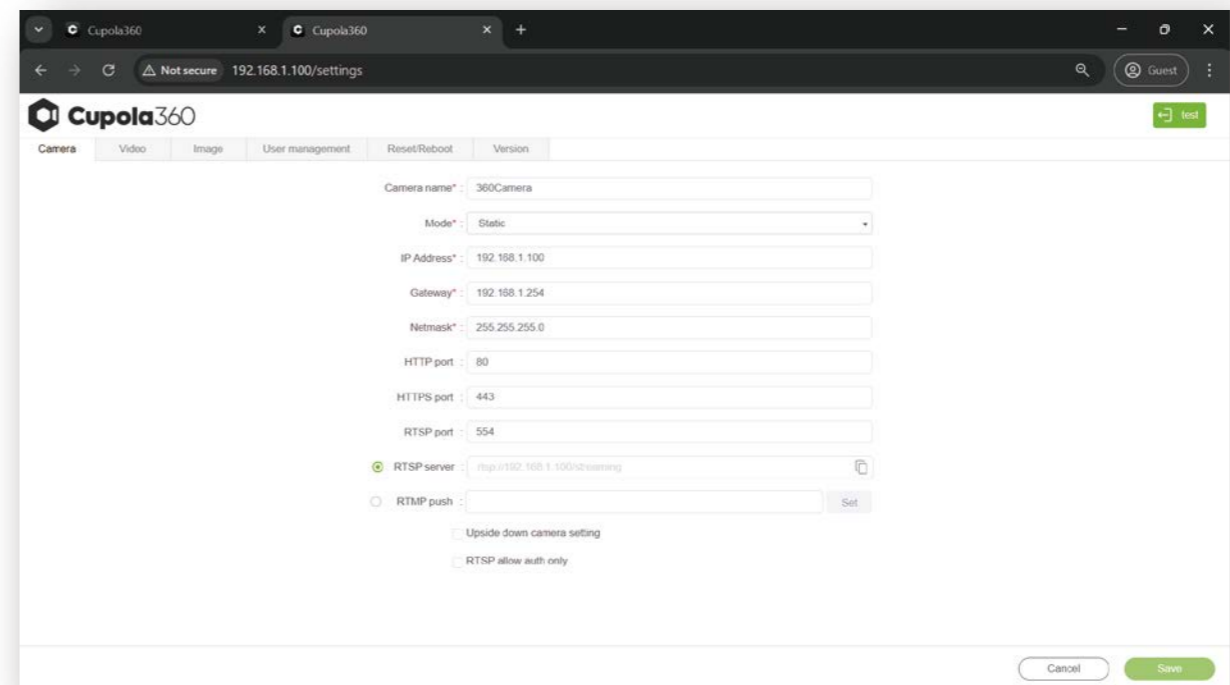 Cupola360 Cupola360
Not secure 192.168.1.100/settings Guest
Cupola360 test
Camera Video Image User management Reset/Reboot Version
Camera name* : 360Camera
Mode* : Static
IP Address* : 192.168.1.100
Gateway* : 192.168.1.254
Netmask* : 255.255.255.0
HTTP port : 80
HTTPS port : 443
RTSP port : 554
RTSP server : rtsp://192.168.1.100/streaming
RTMP push : Set
Upside down camera setting
RTSP allow auth only
Cancel Save